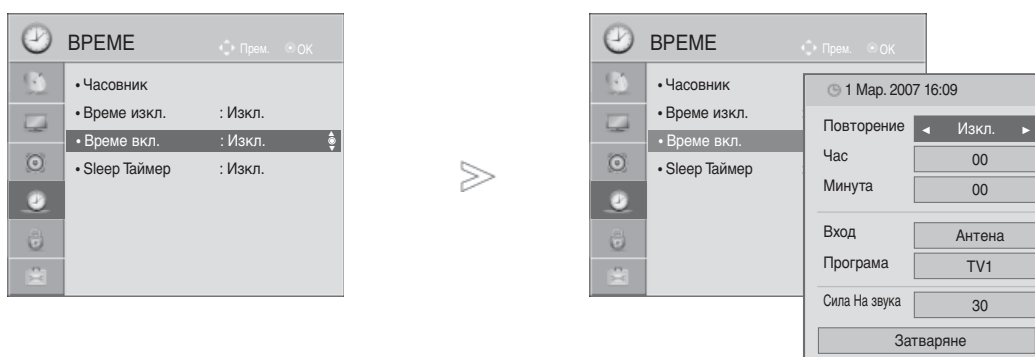 ВРЕМЕ
Прем. OK
• Часовник
• Време изкл. : Изкл.
• Време вкл. : Изкл.
• Sleep Таймер : Изкл.
ВРЕМЕ
Прем. OK
• Часовник
• Време изкл. :
• Време вкл.
• Sleep Таймер :
1 Мар. 2007 16:09
Повторение ◄ Изкл. ►
Час 00
Минута 00
Вход Антена
Програма TV1
Сила На звука 30
Затваряне